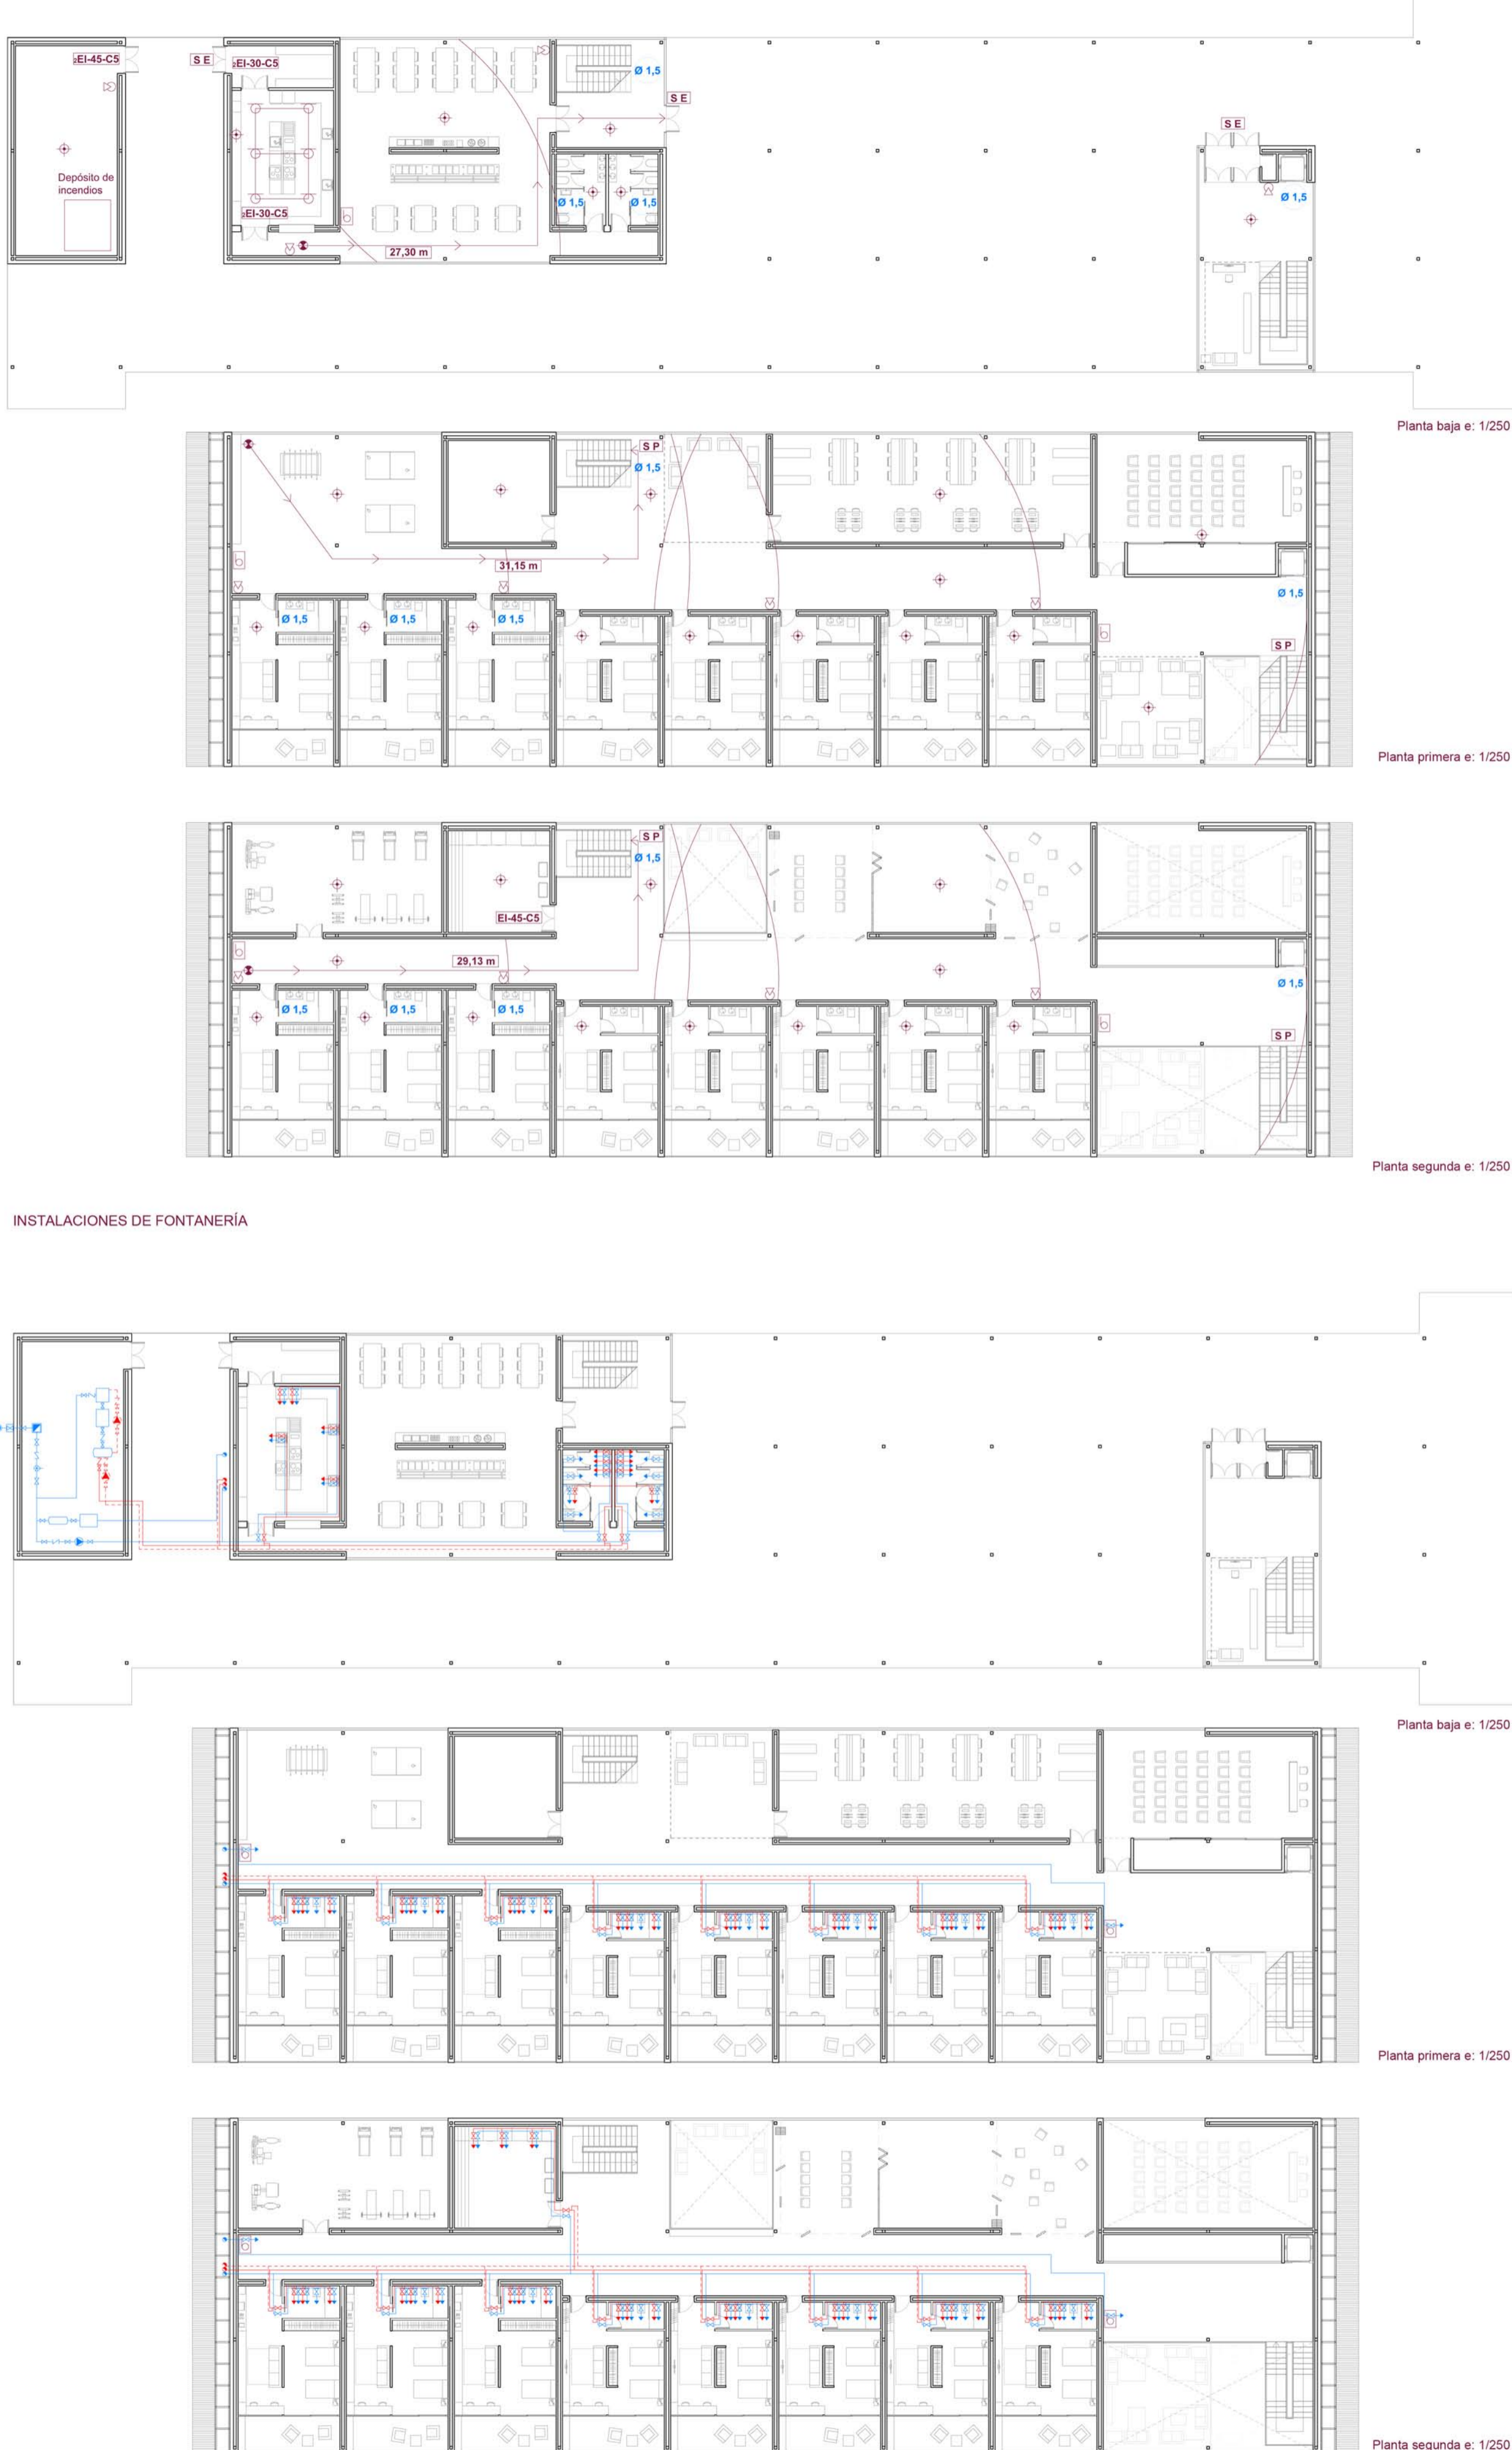 2EI-45-C5
S E
2EI-30-C5
Ø 1,5
S E
S E
Depósito de
incendios
Ø 1,5
Ø 1,5
Ø 1,5
2EI-30-C5
27,30 m
Planta baja e: 1/250
S P
Ø 1,5
31,15 m
Ø 1,5
Ø 1,5
Ø 1,5
Ø 1,5
S P
Planta primera e: 1/250
S P
Ø 1,5
EI-45-C5
29,13 m
Ø 1,5
Ø 1,5
Ø 1,5
Ø 1,5
S P
Planta segunda e: 1/250
INSTALACIONES DE FONTANERÍA
Planta baja e: 1/250
Planta primera e: 1/250
Planta segunda e: 1/250